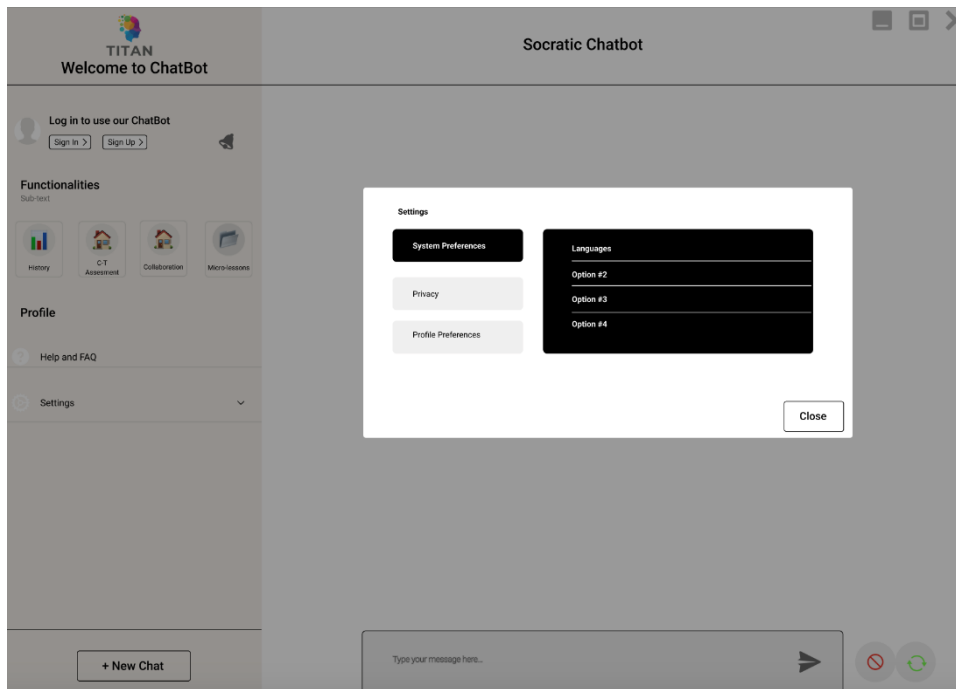 TITAN
Welcome to ChatBot
Socratic Chatbot
Log in to use our ChatBot
Sign In >
Sign Up >
Functionalities
Sub-text
History
C-T
Assesment
Collaboration
Micro-lessons
Profile
Help and FAQ
Settings
+ New Chat
Settings
System Preferences
Privacy
Profile Preferences
Languages
Option #2
Option #3
Option #4
Close
Type your message here...